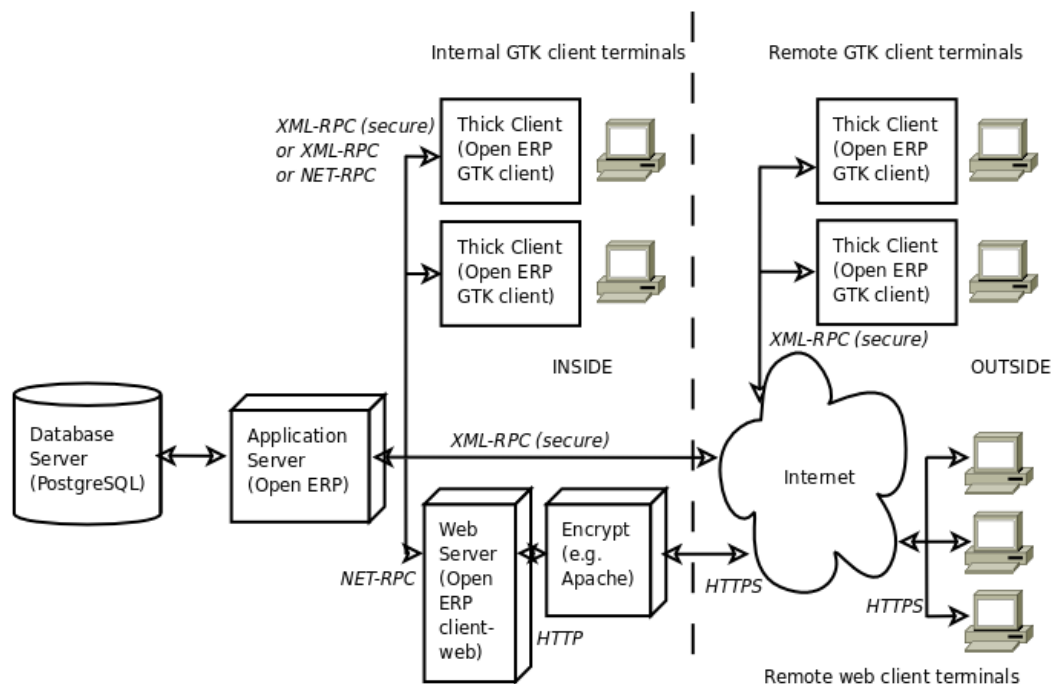 Internal GTK client terminals
Remote GTK client terminals
XML-RPC (secure)
or XML-RPC
or NET-RPC
Thick Client
(Open ERP
GTK client)
Thick Client
(Open ERP
GTK client)
Thick Client
(Open ERP
GTK client)
Thick Client
(Open ERP
GTK client)
XML-RPC (secure)
INSIDE
OUTSIDE
Database
Server
(PostgreSQL)
Application
Server
(Open ERP)
XML-RPC (secure)
Internet
Web
Server
(Open
ERP
client-
web)
Encrypt
(e.g.
Apache)
NET-RPC
HTTP
HTTPS
HTTPS
Remote web client terminals